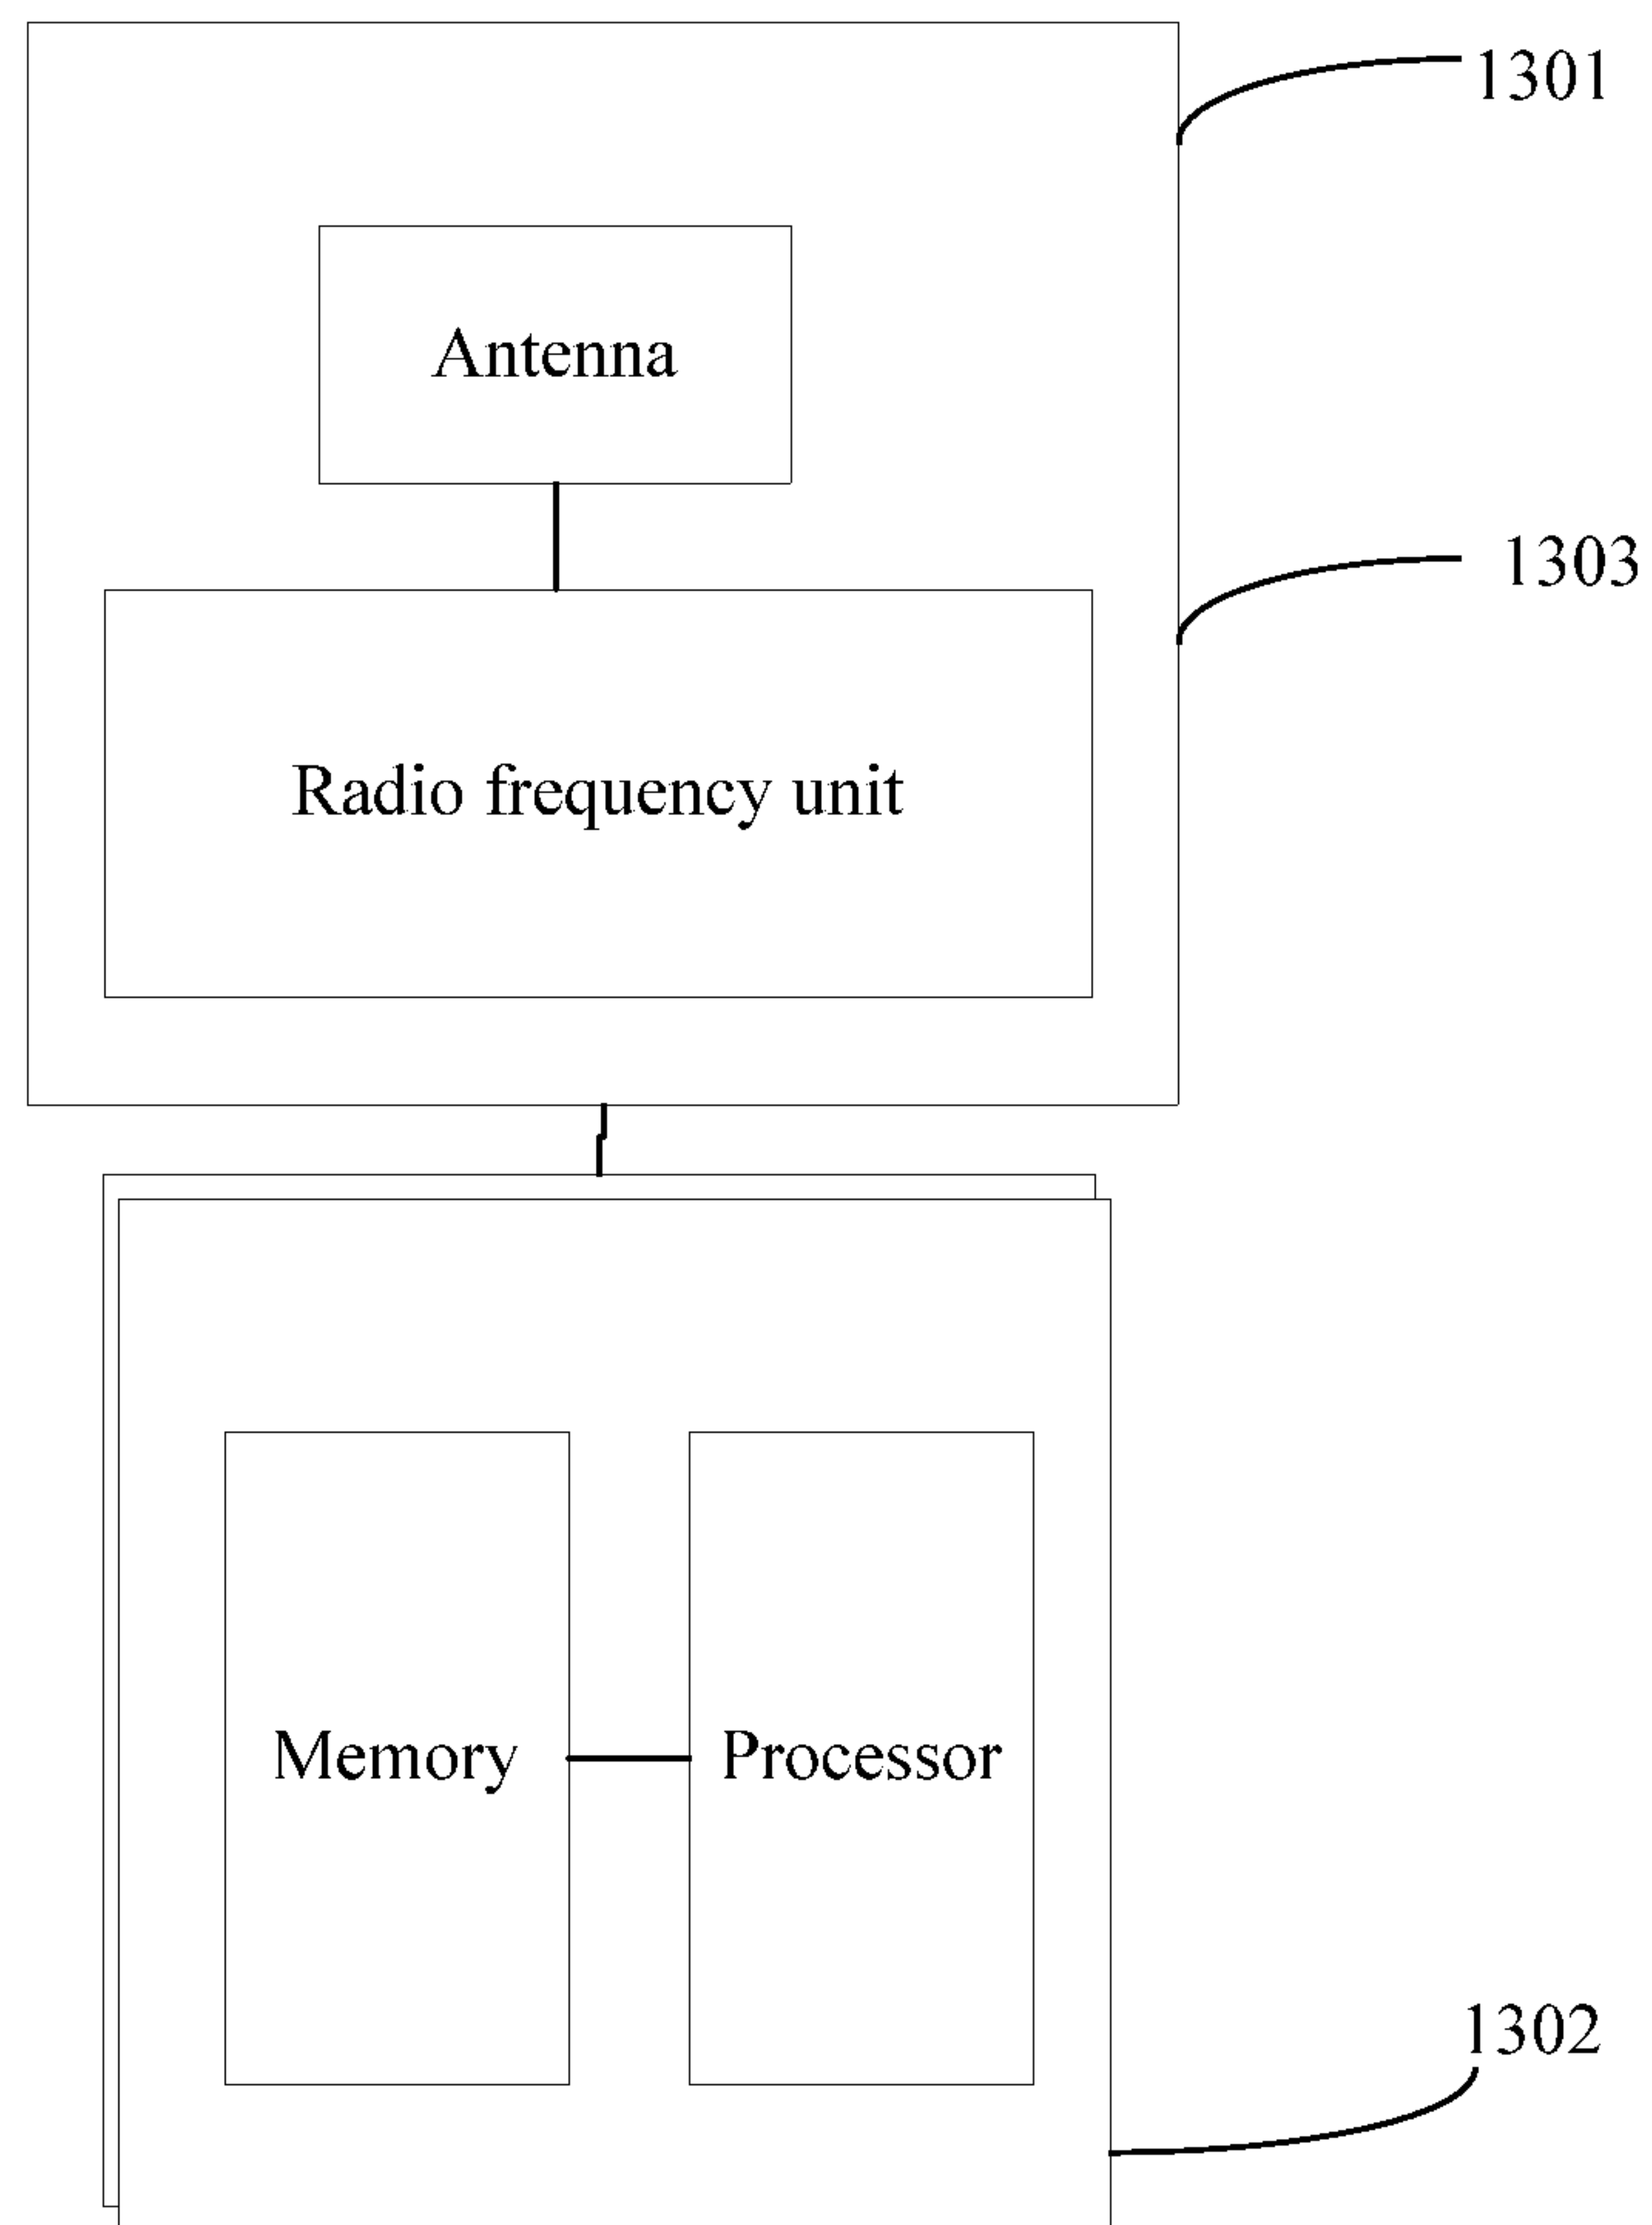 1301
Antenna
1303
Radio frequency unit
Memory
Processor
1302